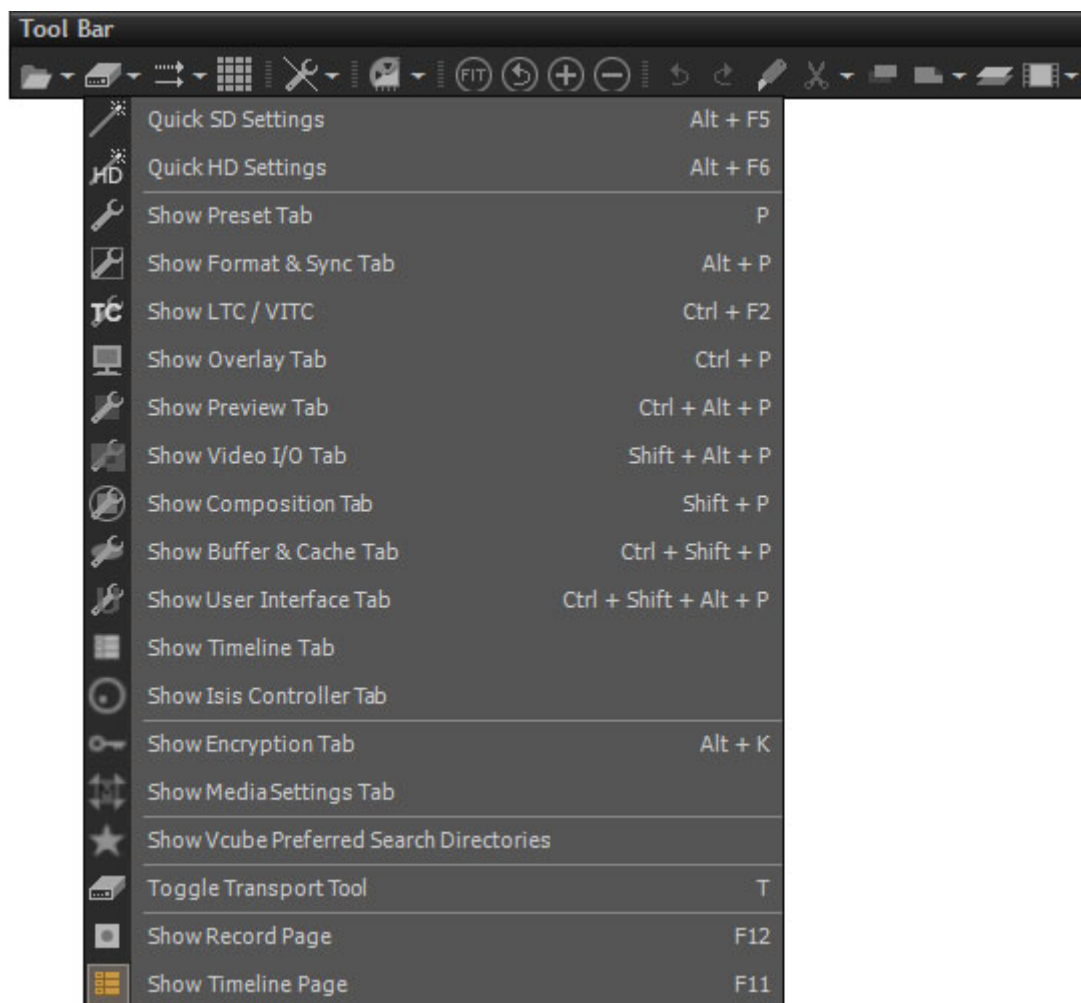 Tool Bar
FIT
Quick SD Settings Alt + F5
HD Quick HD Settings Alt + F6
Show Preset Tab P
Show Format & Sync Tab Alt + P
TC Show LTC / VITC Ctrl + F2
Show Overlay Tab Ctrl + P
Show Preview Tab Ctrl + Alt + P
Show Video I/O Tab Shift + Alt + P
Show Composition Tab Shift + P
Show Buffer & Cache Tab Ctrl + Shift + P
Show User Interface Tab Ctrl + Shift + Alt + P
Show Timeline Tab
Show Isis Controller Tab
Show Encryption Tab Alt + K
Show Media Settings Tab
Show Vcube Preferred Search Directories
Toggle Transport Tool T
Show Record Page F12
Show Timeline Page F11